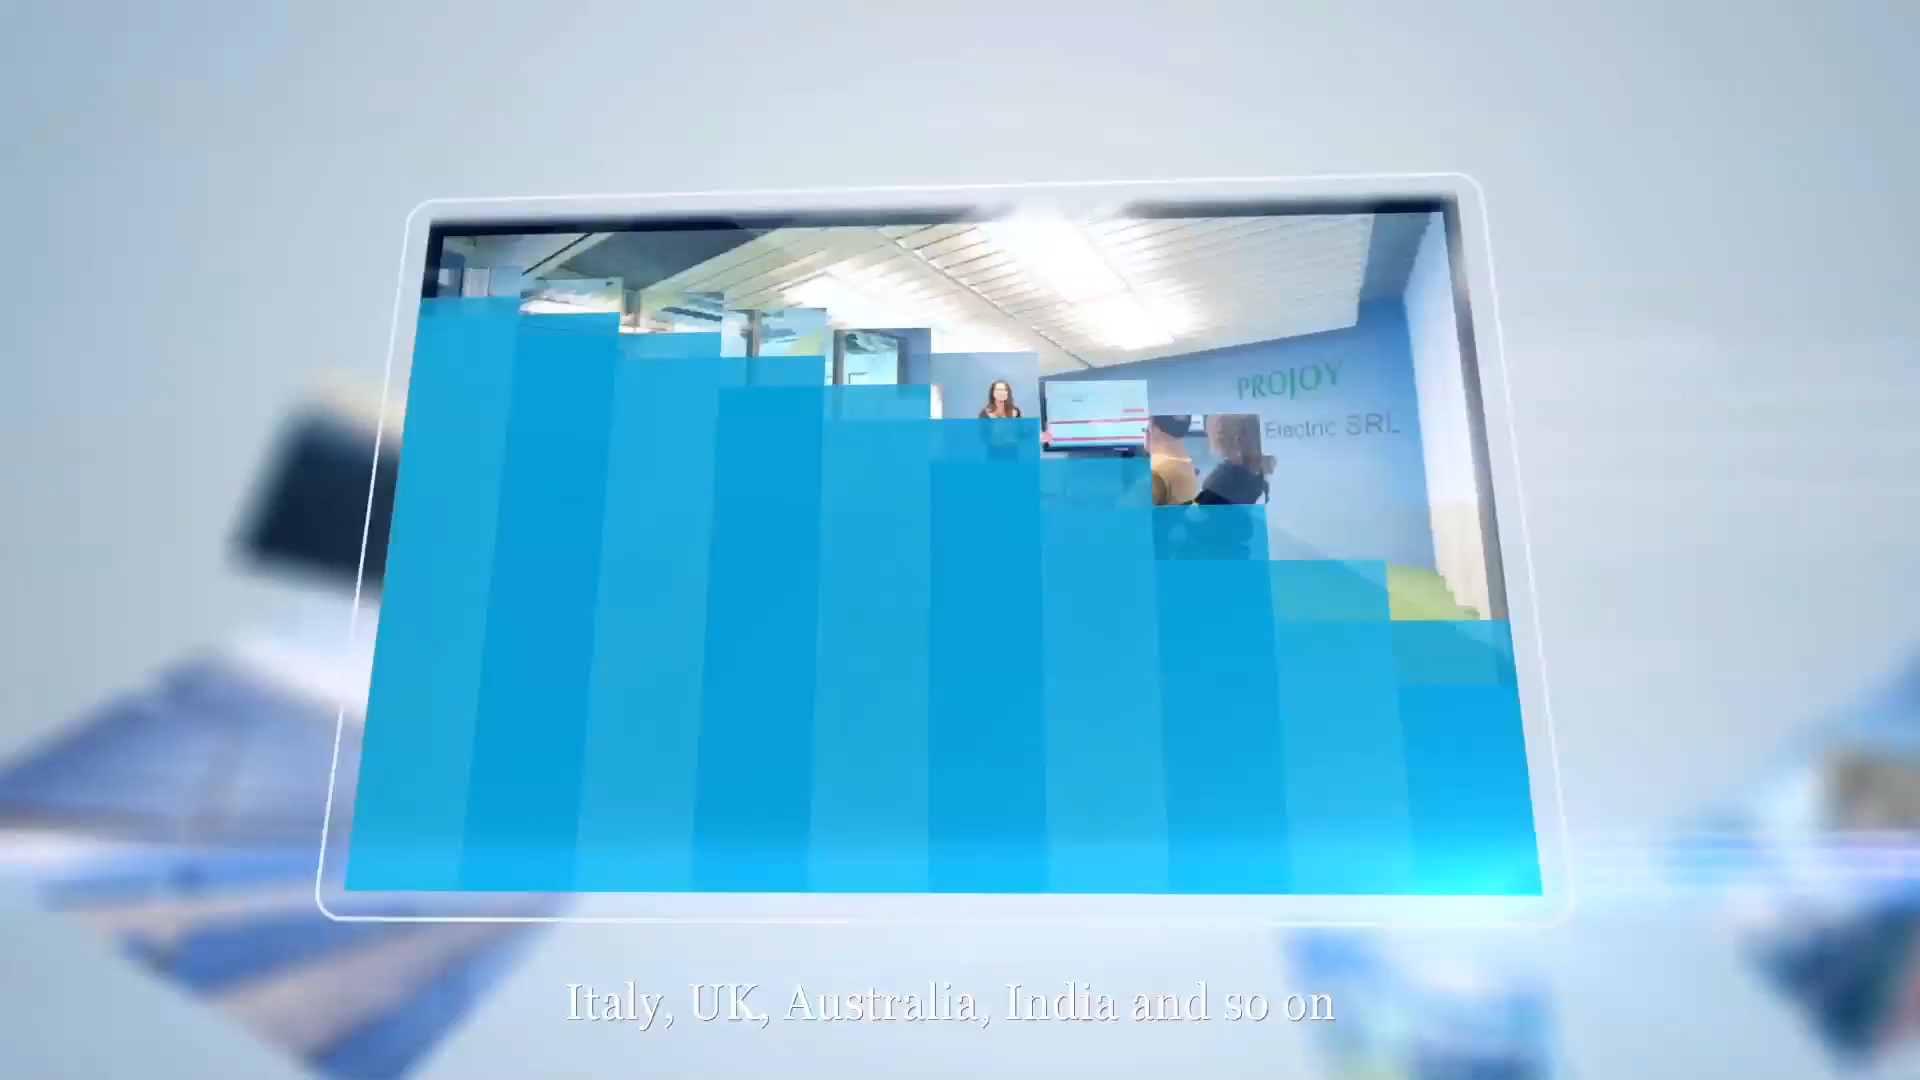 PROJOY
Electric SRL
Italy, UK, Australia, India and so on